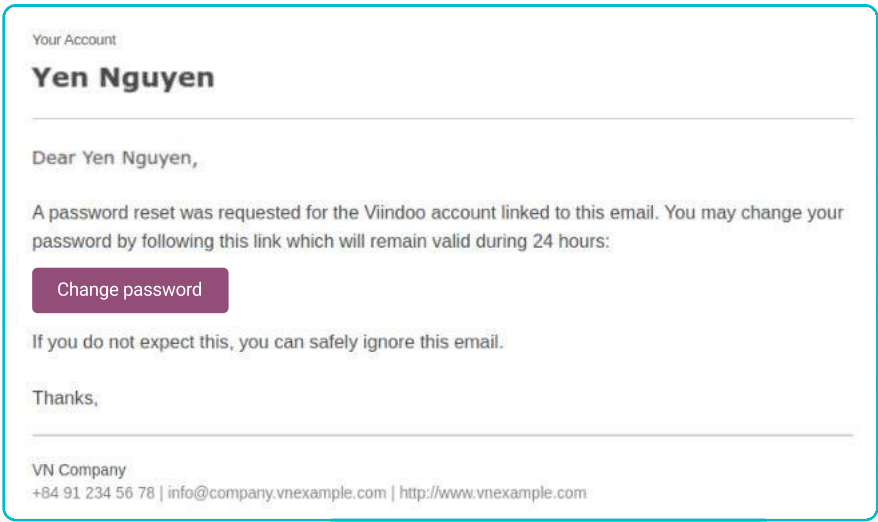 Your Account
Yen Nguyen
Dear Yen Nguyen,
A password reset was requested for the Viindoo account linked to this email. You may change your
password by following this link which will remain valid during 24 hours:
Change password
If you do not expect this, you can safely ignore this email.
Thanks,
VN Company
+84 91 234 56 78 | info@company.vnexample.com | http://www.vnexample.com